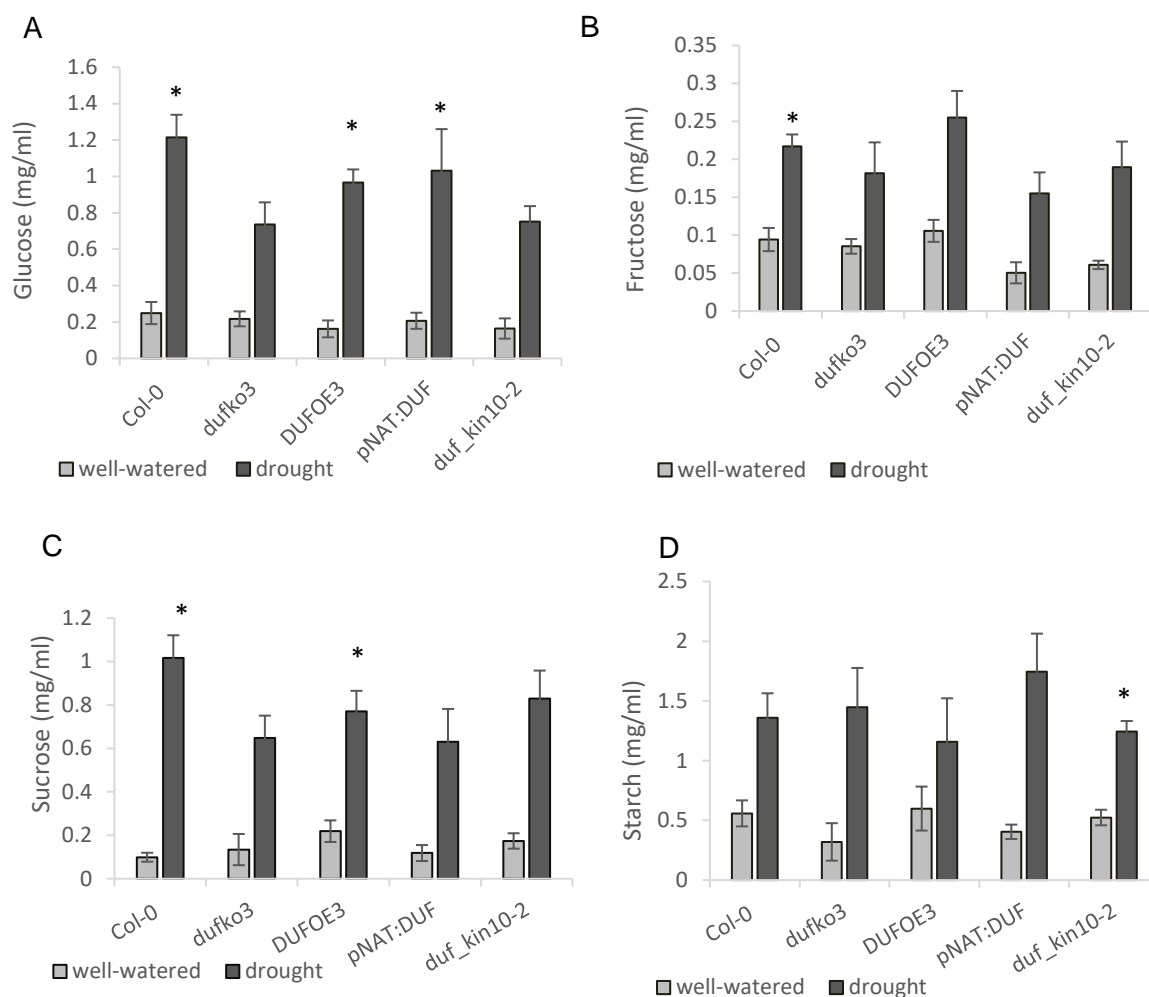 A
Glucose (mg/ml)
1.6
1.4
1.2
1
0.8
0.6
0.4
0.2
0
*
*
*
Col-0
dufko3
DUFOE3
pNAT:DUF
duf_kin10-2
well-watered drought
B
Fructose (mg/ml)
0.35
0.3
0.25
0.2
0.15
0.1
0.05
0
*
Col-0
dufko3
DUFOE3
pNAT:DUF
duf_kin10-2
well-watered drought
C
Sucrose (mg/ml)
1.2
1
0.8
0.6
0.4
0.2
0
*
*
Col-0
dufko3
DUFOE3
pNAT:DUF
duf_kin10-2
well-watered drought
D
Starch (mg/ml)
2.5
2
1.5
1
0.5
0
*
Col-0
dufko3
DUFOE3
pNAT:DUF
duf_kin10-2
well-watered drought